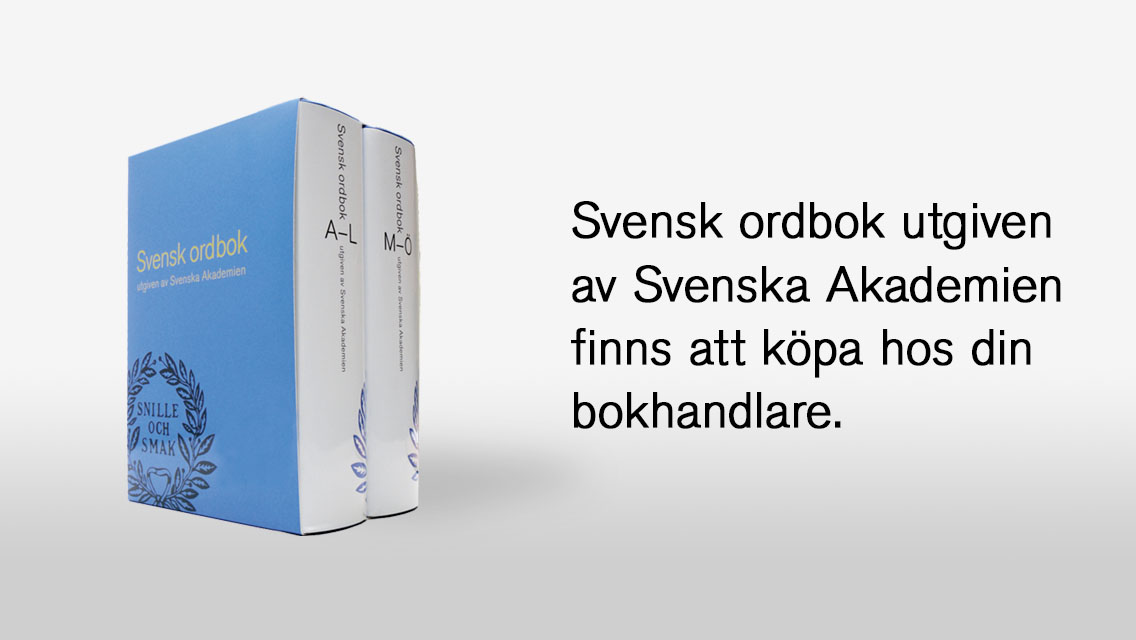 Svensk ordbok
utgiven av Svenska Akademien
SNILLE
OCH
SMAK
Svensk ordbok
A–L
utgiven av Svenska Akademien
Svensk ordbok
M–Ö
utgiven av Svenska Akademien
Svensk ordbok utgiven
av Svenska Akademien
finns att köpa hos din
bokhandlare.